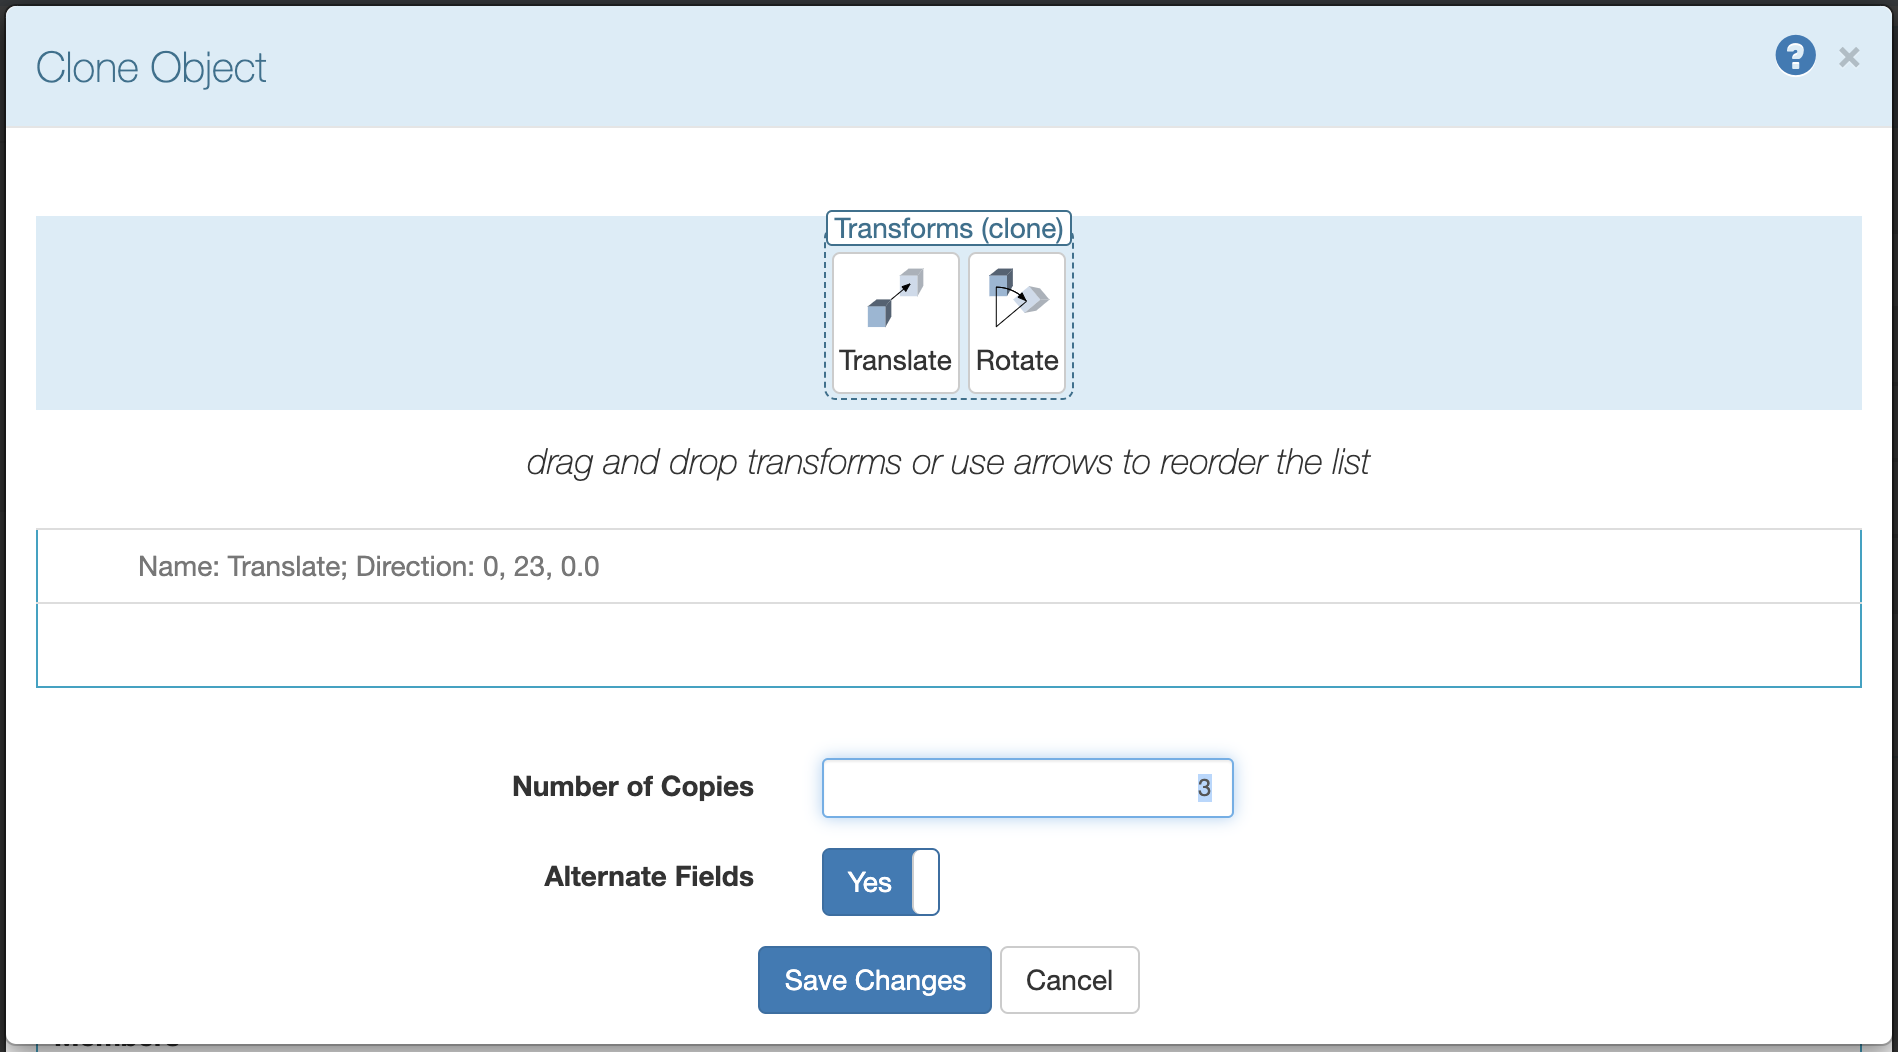 Clone Object
Transforms (clone)
Translate Rotate
drag and drop transforms or use arrows to reorder the list
Name: Translate; Direction: 0, 23, 0.0
Number of Copies 3
Alternate Fields Yes
Save Changes Cancel